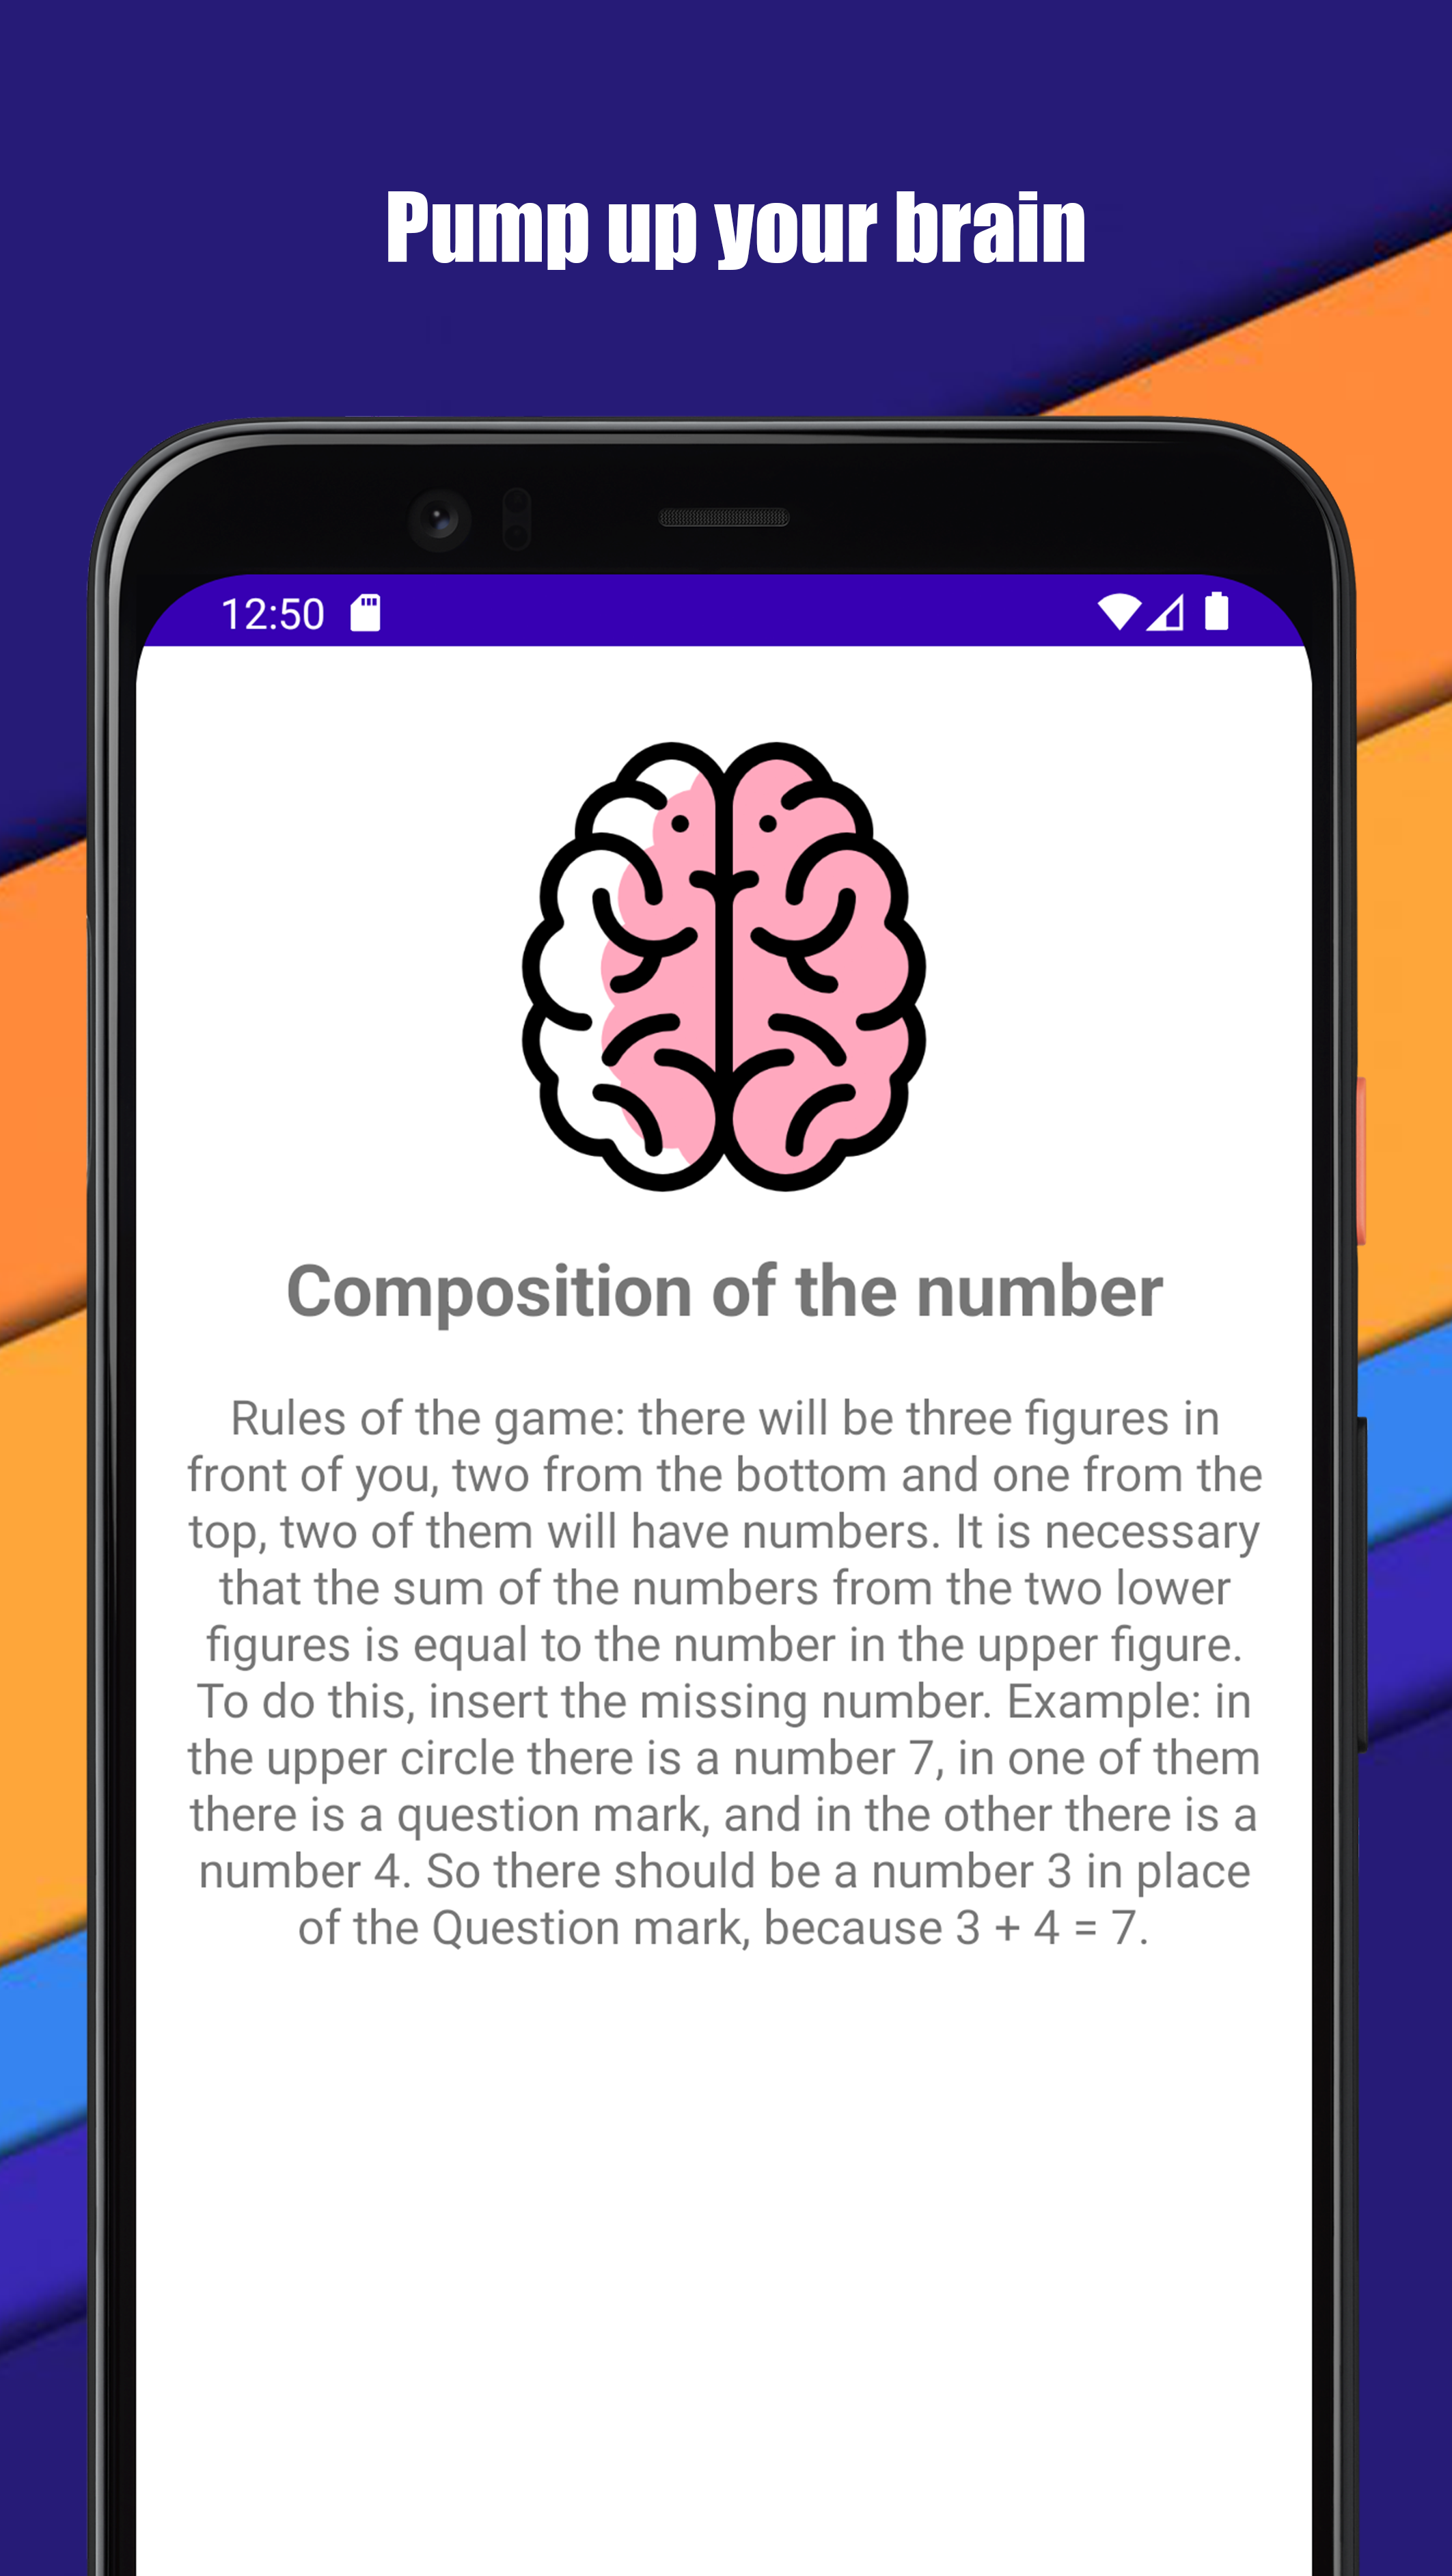 Pump up your brain
12:50
Composition of the number
Rules of the game: there will be three figures in
front of you, two from the bottom and one from the
top, two of them will have numbers. It is necessary
that the sum of the numbers from the two lower
figures is equal to the number in the upper figure.
To do this, insert the missing number. Example: in
the upper circle there is a number 7, in one of them
there is a question mark, and in the other there is a
number 4. So there should be a number 3 in place
of the Question mark, because 3 + 4 = 7.